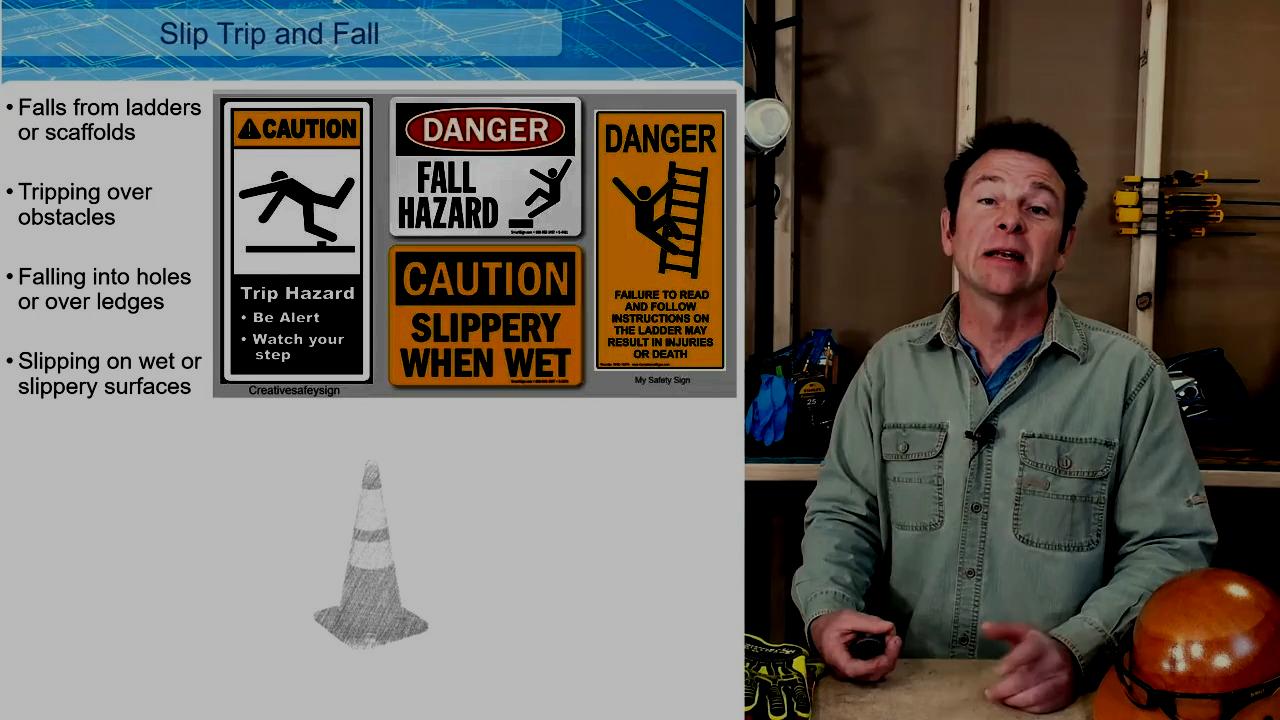 Slip Trip and Fall
• Falls from ladders
or scaffolds
• Tripping over
obstacles
• Falling into holes
or over ledges
• Slipping on wet or
slippery surfaces
CAUTION
Trip Hazard
• Be Alert
• Watch your
step
Creativesafeysign
DANGER
FALL
HAZARD
CAUTION
SLIPPERY
WHEN WET
DANGER
FAILURE TO READ
AND FOLLOW
INSTRUCTIONS ON
THE LADDER MAY
RESULT IN INJURIES
OR DEATH
My Safety Sign
25